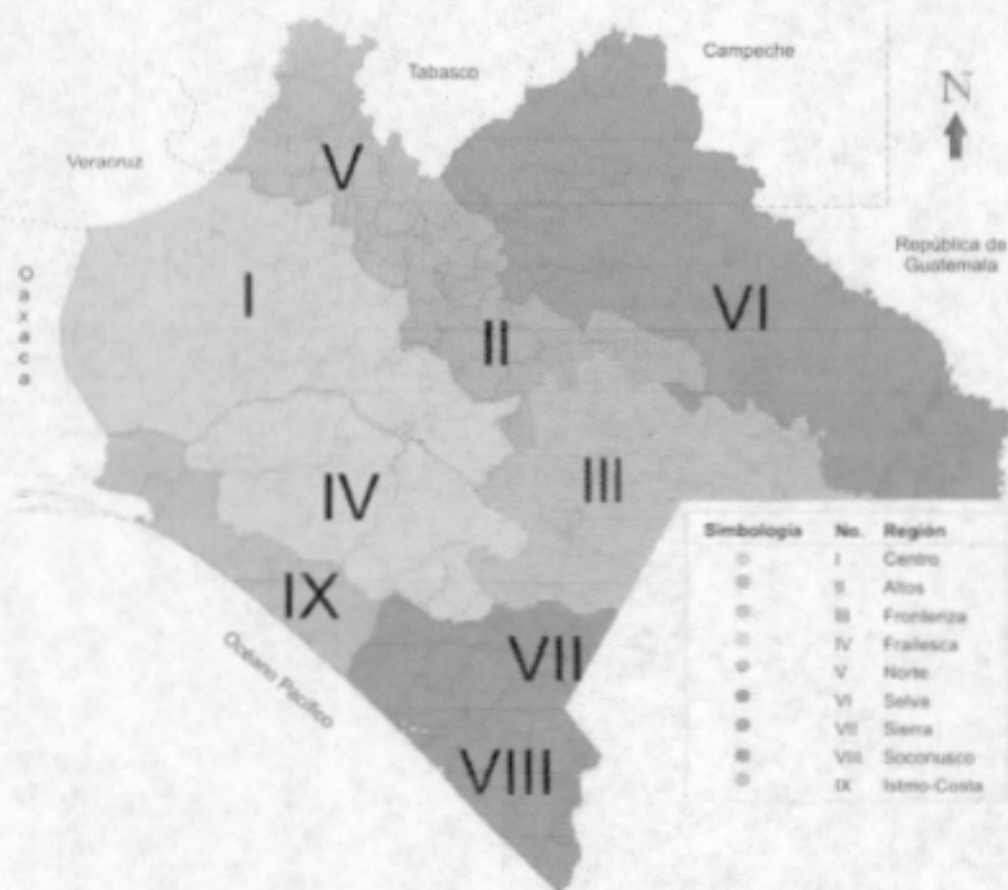 Campeche
Tabasco
N
Veracruz
V
República de
Guatemala
Oaxaca
I
VI
II
III
IV
IX
VII
VIII
Océano Pacífico
Simbología No. Región
I Centro
II Altos
III Fronteriza
IV Frailesca
V Norte
VI Selva
VII Sierra
VIII Soconusco
IX Istmo-Costa